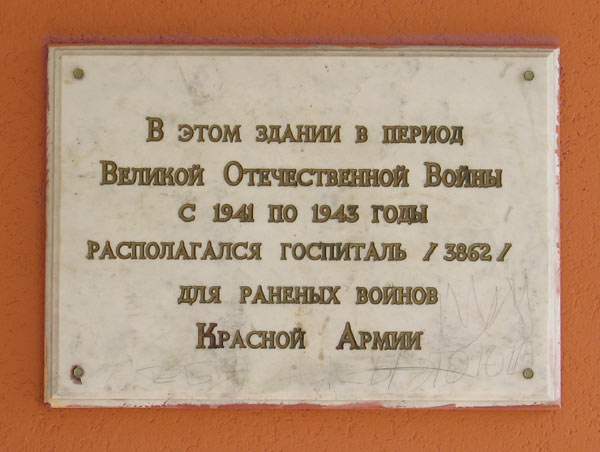 В ЭТОМ ЗДАНИИ В ПЕРИОД
ВЕЛИКОЙ ОТЕЧЕСТВЕННОЙ ВОЙНЫ
С 1941 ПО 1943 ГОДЫ
РАСПОЛАГАЛСЯ ГОСПИТАЛЬ /3862/
ДЛЯ РАНЕНЫХ ВОИНОВ
КРАСНОЙ АРМИИ